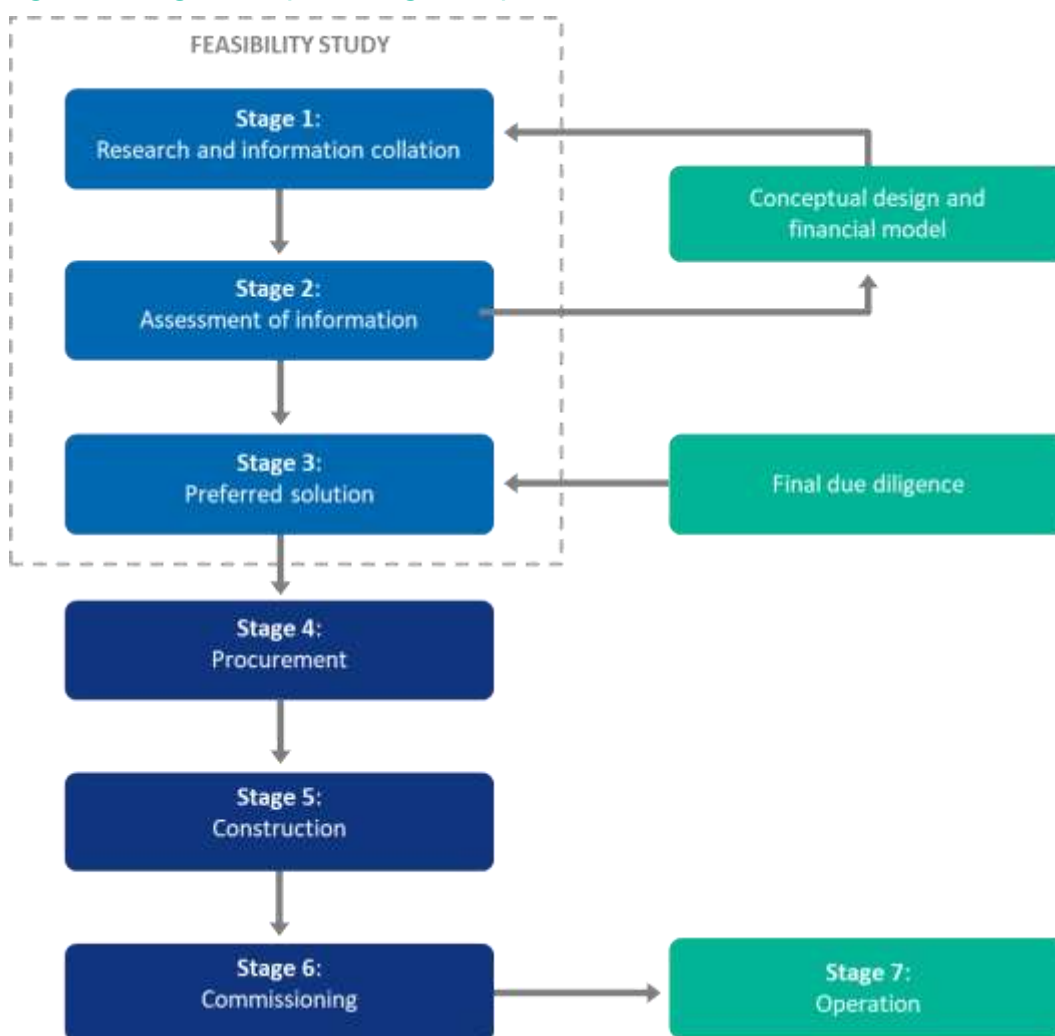 FEASIBILITY STUDY
Stage 1:
Research and information collation
Conceptual design and
financial model
Stage 2:
Assessment of information
Stage 3:
Preferred solution
Final due diligence
Stage 4:
Procurement
Stage 5:
Construction
Stage 6:
Commissioning
Stage 7:
Operation